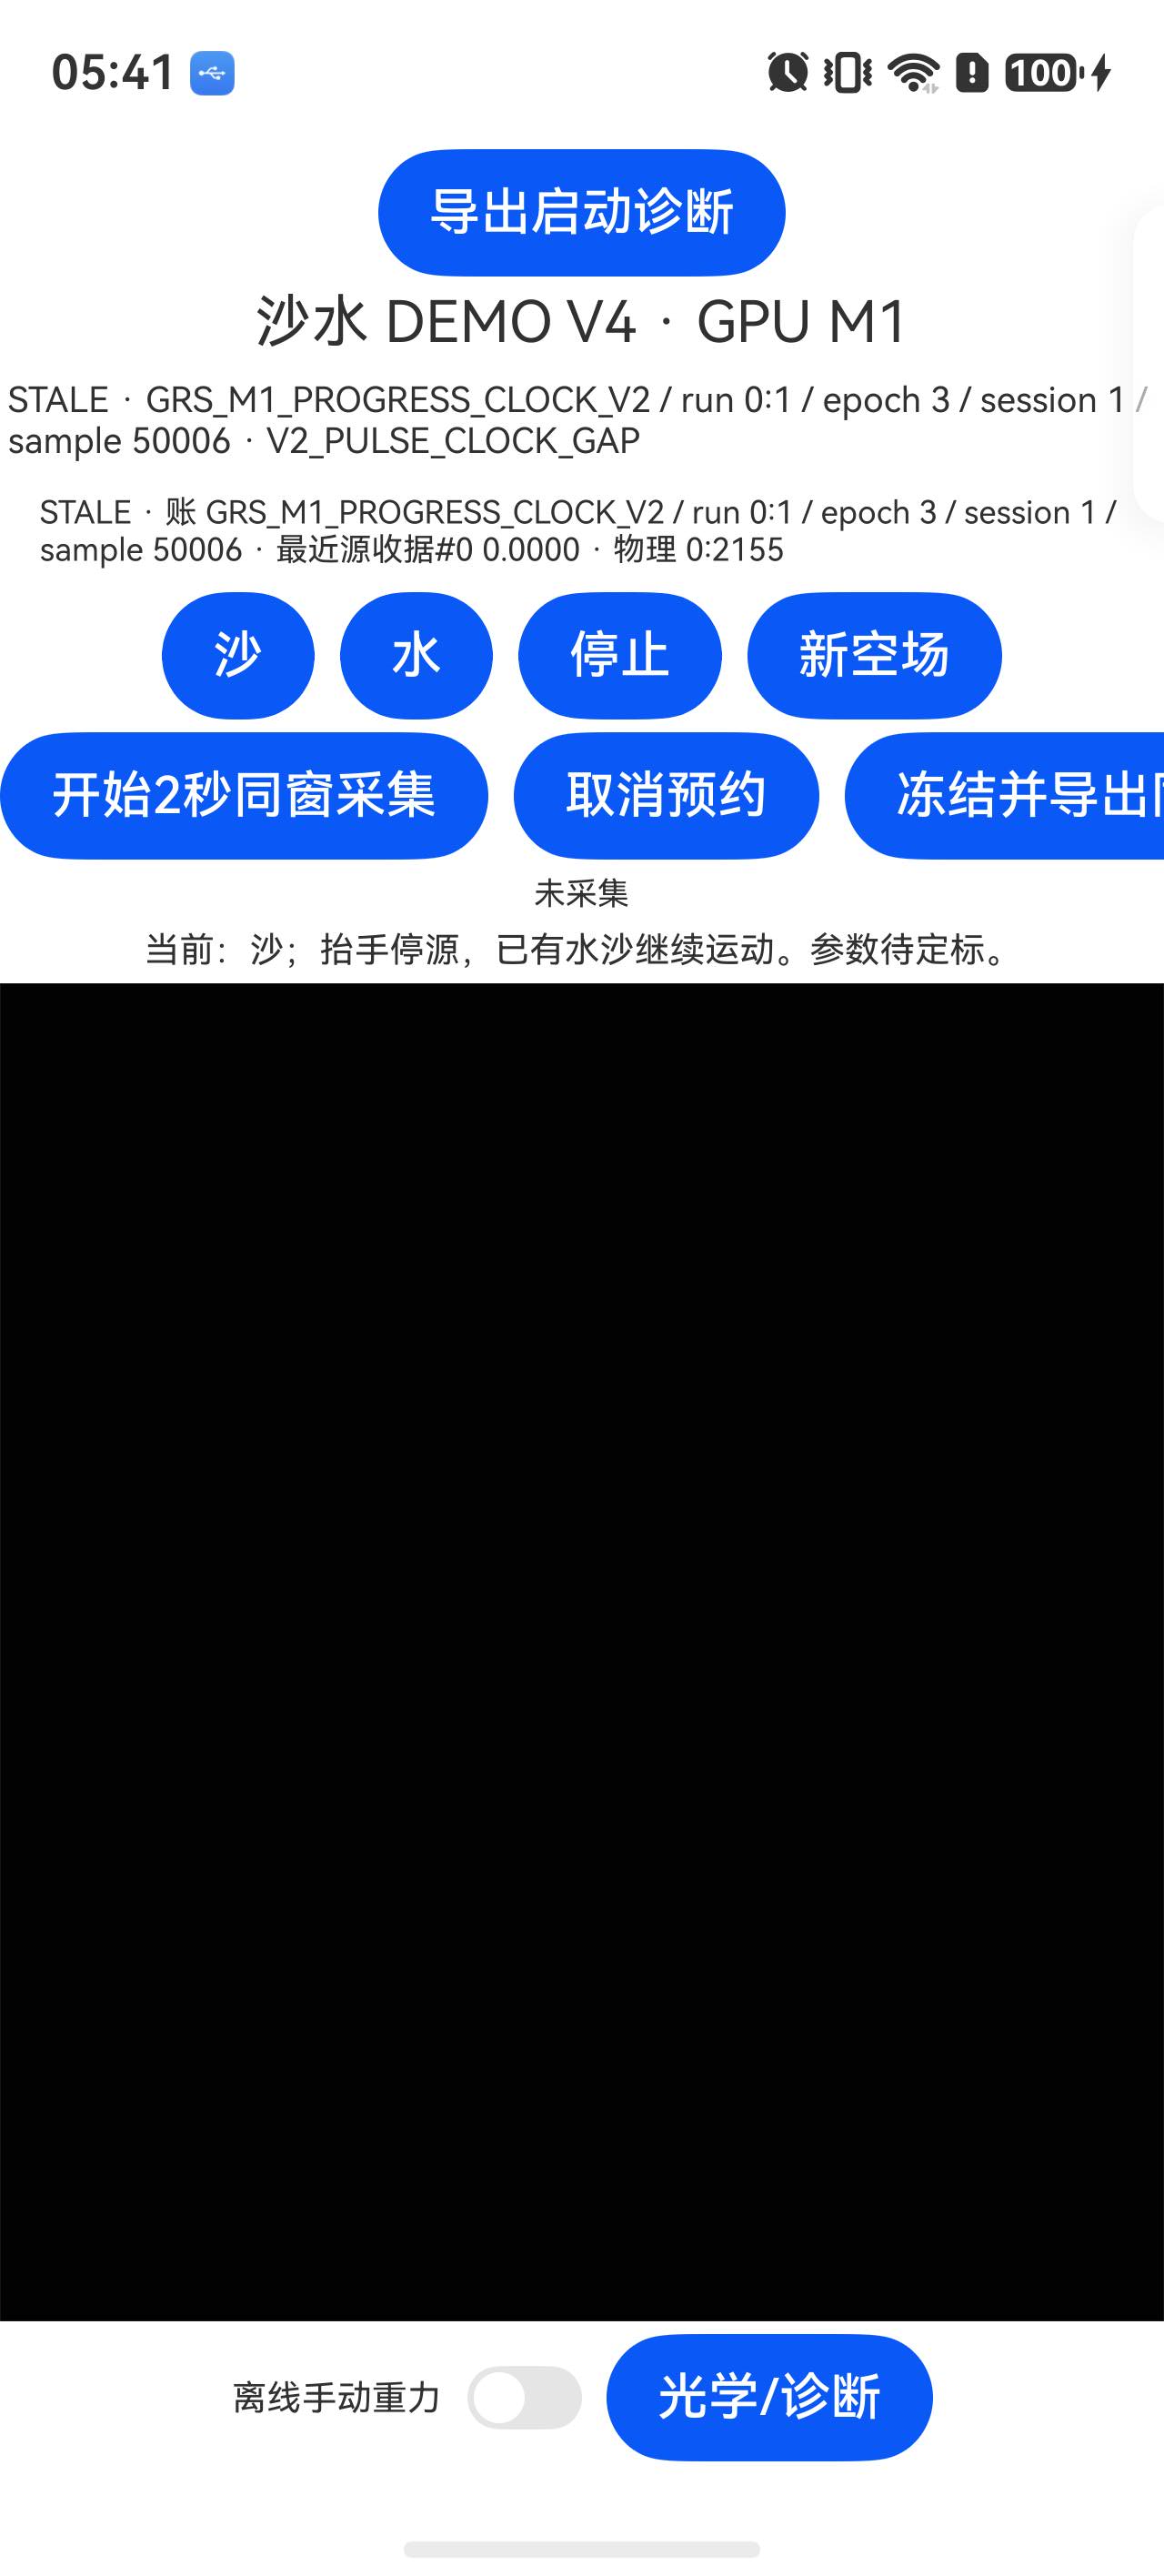 05:41
100
导出启动诊断
沙水 DEMO V4 · GPU M1
STALE · GRS_M1_PROGRESS_CLOCK_V2 / run 0:1 / epoch 3 / session 1 /
sample 50006 · V2_PULSE_CLOCK_GAP
STALE · 账 GRS_M1_PROGRESS_CLOCK_V2 / run 0:1 / epoch 3 / session 1 /
sample 50006 · 最近源收据#0 0.0000 · 物理 0:2155
沙 水 停止 新空场
开始2秒同窗采集 取消预约 冻结并导出
未采集
当前：沙；抬手停源，已有水沙继续运动。参数待定标。
离线手动重力 光学/诊断